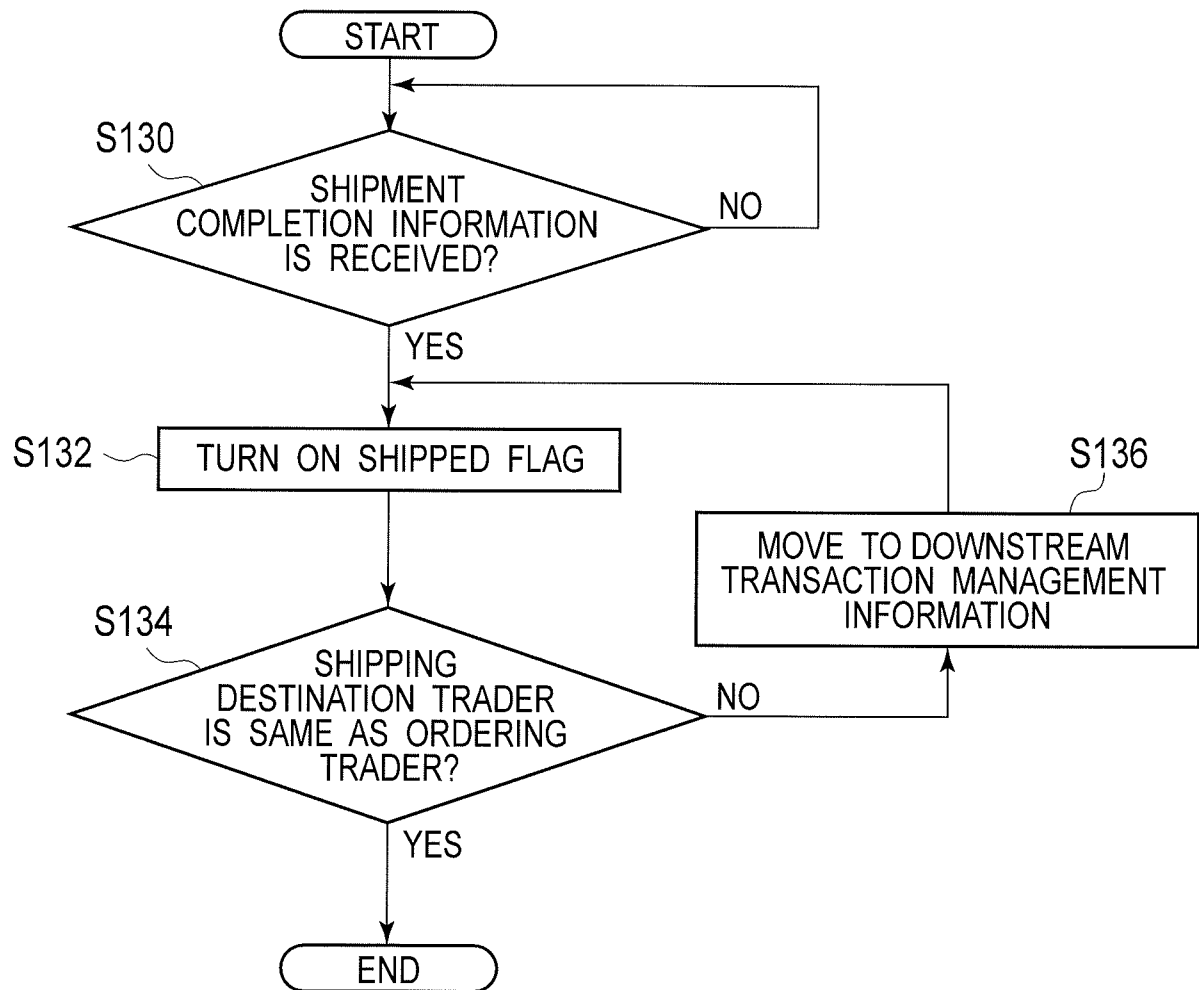 START
S130
SHIPMENT
COMPLETION INFORMATION
IS RECEIVED?
NO
YES
S132
TURN ON SHIPPED FLAG
S136
MOVE TO DOWNSTREAM
TRANSACTION MANAGEMENT
INFORMATION
S134
SHIPPING
DESTINATION TRADER
IS SAME AS ORDERING
TRADER?
NO
YES
END